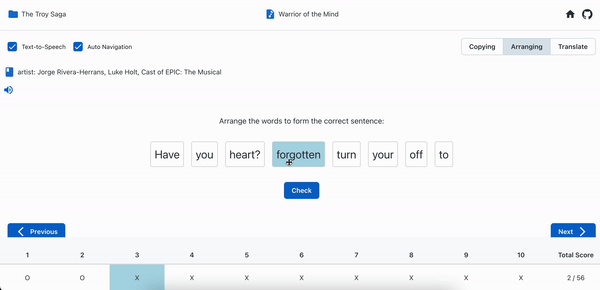 The Troy Saga
Warrior of the Mind
Text-to-Speech
Auto Navigation
Copying
Arranging
Translate
artist: Jorge Rivera-Herrans, Luke Holt, Cast of EPIC: The Musical
Arrange the words to form the correct sentence:
Have you heart? forgotten turn your off to
Check
Previous
Next
1 2 3 4 5 6 7 8 9 10 Total Score
O O X X X X X X X X 2 / 56